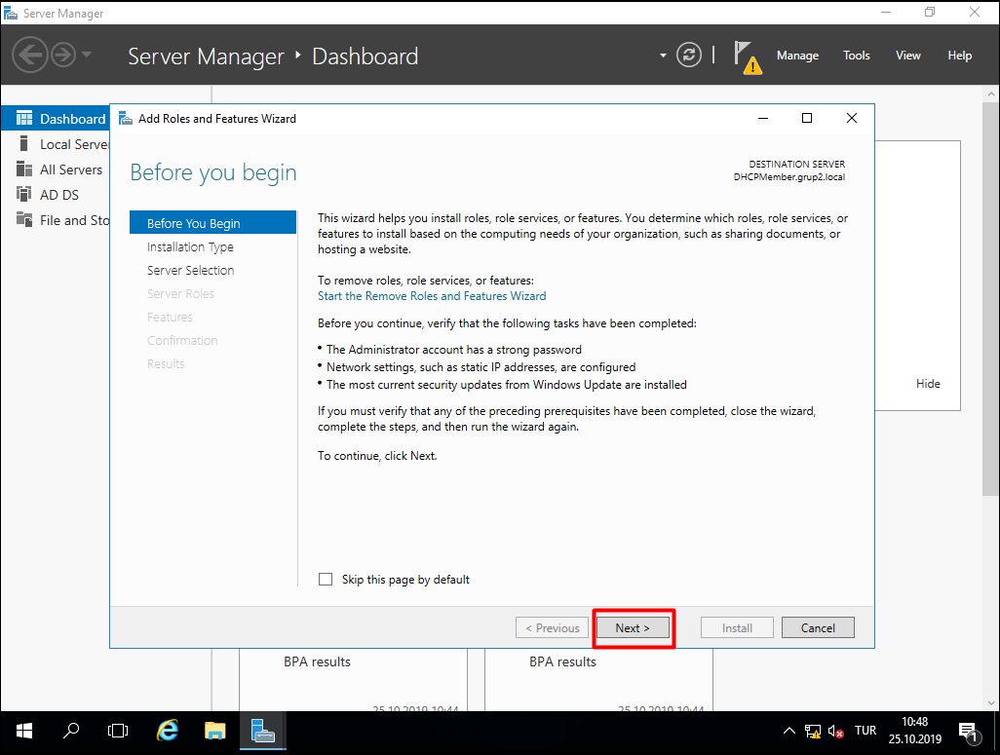 Server Manager
Server Manager ‣ Dashboard
Manage Tools View Help
Dashboard
Local Server
All Servers
AD DS
File and Sto
Add Roles and Features Wizard
Before you begin
DESTINATION SERVER
DHCPMember.grup2.local
Before You Begin
Installation Type
Server Selection
Server Roles
Features
Confirmation
Results
This wizard helps you install roles, role services, or features. You determine which roles, role services, or
features to install based on the computing needs of your organization, such as sharing documents, or
hosting a website.
To remove roles, role services, or features:
Start the Remove Roles and Features Wizard
Before you continue, verify that the following tasks have been completed:
• The Administrator account has a strong password
• Network settings, such as static IP addresses, are configured
• The most current security updates from Windows Update are installed
If you must verify that any of the preceding prerequisites have been completed, close the wizard,
complete the steps, and then run the wizard again.
To continue, click Next.
Skip this page by default
< Previous Next > Install Cancel
Hide
BPA results BPA results
25.10.2019 10:44 25.10.2019 10:44
TUR
10:48
25.10.2019
1